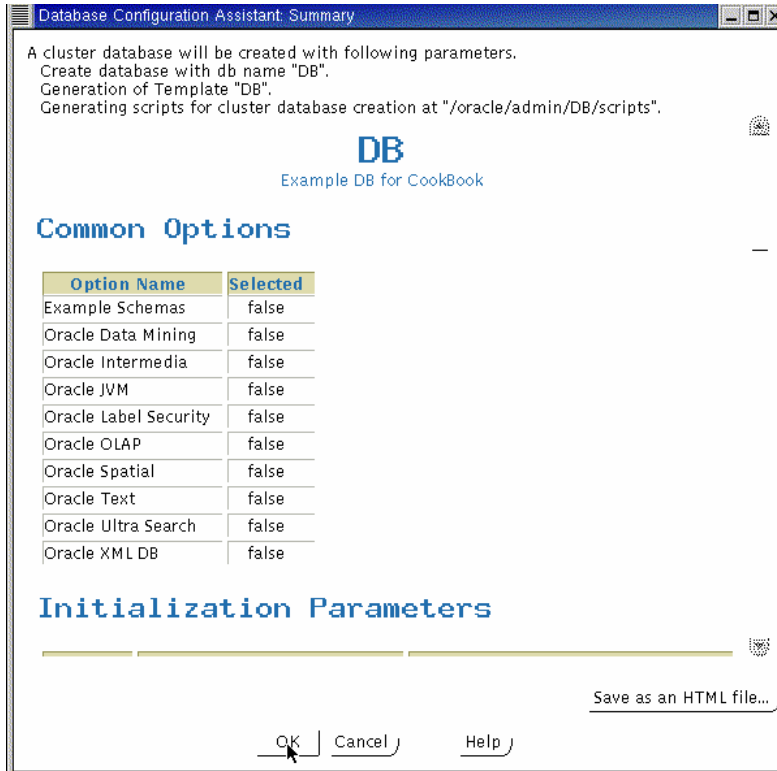 Database Configuration Assistant: Summary
A cluster database will be created with following parameters.
Create database with db name "DB".
Generation of Template "DB".
Generating scripts for cluster database creation at "/oracle/admin/DB/scripts".
DB
Example DB for CookBook
Common Options
Option Name Selected
Example Schemas false
Oracle Data Mining false
Oracle Intermedia false
Oracle JVM false
Oracle Label Security false
Oracle OLAP false
Oracle Spatial false
Oracle Text false
Oracle Ultra Search false
Oracle XML DB false
Initialization Parameters
Save as an HTML file...
OK Cancel Help